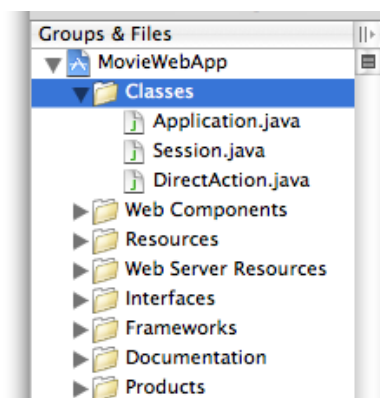 Groups & Files
MovieWebApp
Classes
Application.java
Session.java
DirectAction.java
Web Components
Resources
Web Server Resources
Interfaces
Frameworks
Documentation
Products